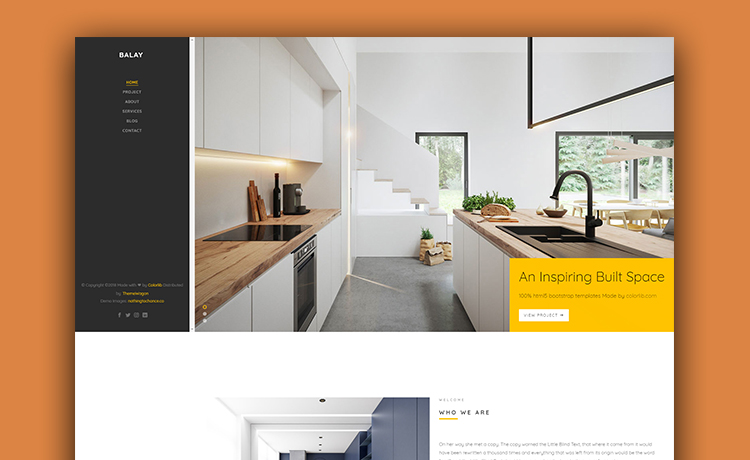 BALAY
HOME
PROJECT
ABOUT
SERVICES
BLOG
CONTACT
© Copyright ©2019 Made with ❤ by Colorlib Distributed
by ThemeWagon
Demo Images: nothingtochance.co
An Inspiring Built Space
100% html5 bootstrap templates Made by colorlib.com
VIEW PROJECT →
WELCOME
WHO WE ARE
On her way she met a copy. The copy warned the Little Blind Text, that where it came from it would
have been rewritten a thousand times and everything that was left from its origin would be the word